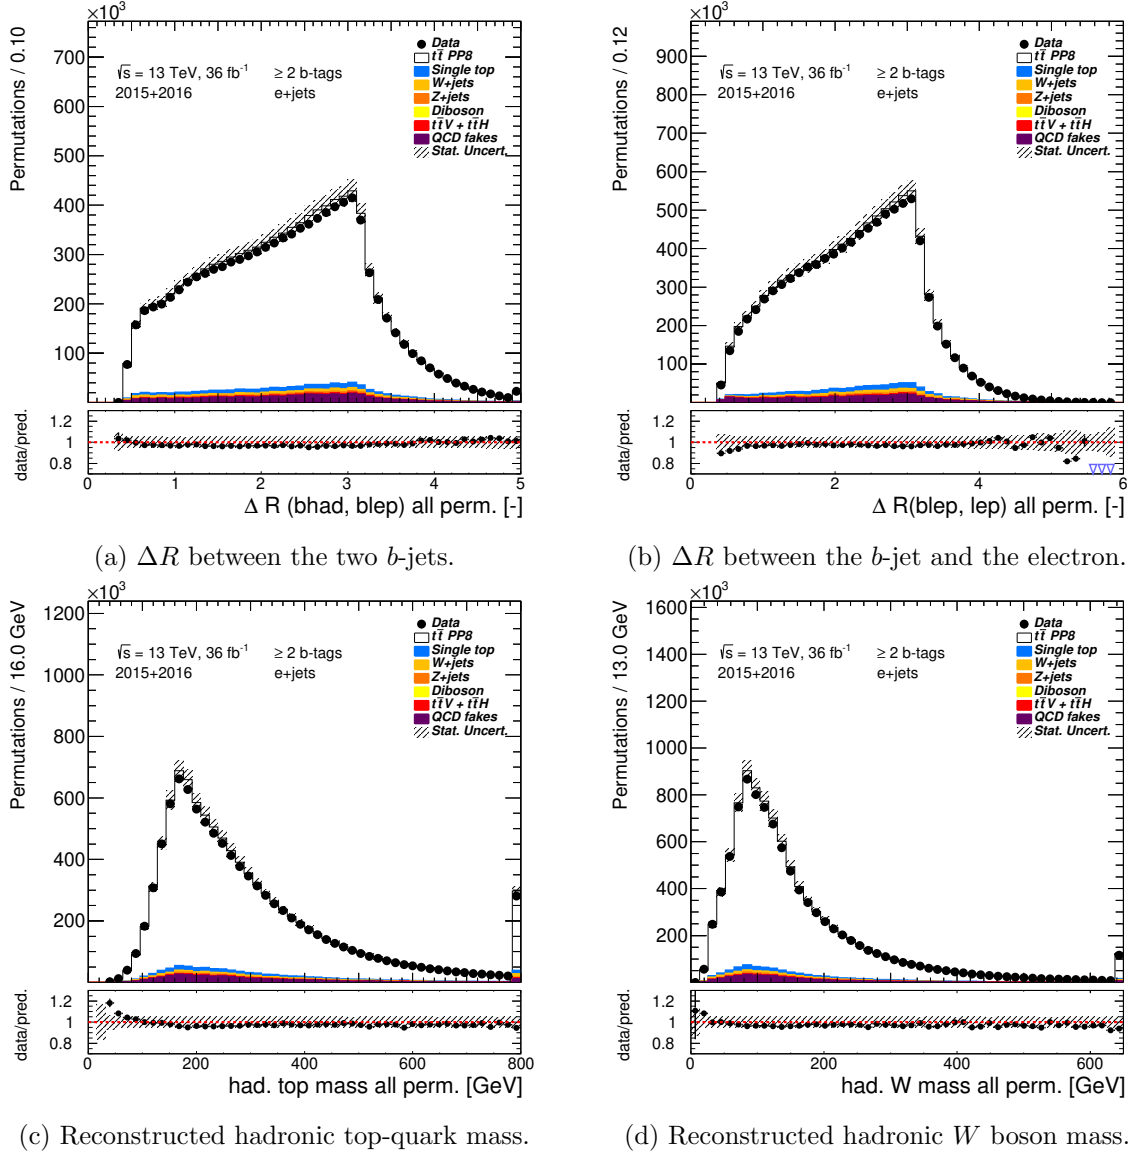 ×10³
Permutations / 0.10
700
600
500
400
300
200
100
√s = 13 TeV, 36 fb⁻¹
≥ 2 b-tags
2015+2016
e+jets
Data
tt̄ PP8
Single top
W+jets
Z+jets
Diboson
tt̄V + tt̄H
QCD fakes
Stat. Uncert.
data/pred.
1.2
1
0.8
0 1 2 3 4 5
Δ R (bhad, blep) all perm. [-]
(a) ΔR between the two b-jets.
×10³
Permutations / 0.12
900
800
700
600
500
400
300
200
100
√s = 13 TeV, 36 fb⁻¹
≥ 2 b-tags
2015+2016
e+jets
Data
tt̄ PP8
Single top
W+jets
Z+jets
Diboson
tt̄V + tt̄H
QCD fakes
Stat. Uncert.
data/pred.
1.2
1
0.8
0 2 4 6
Δ R(blep, lep) all perm. [-]
(b) ΔR between the b-jet and the electron.
×10³
Permutations / 16.0 GeV
1200
1000
800
600
400
200
√s = 13 TeV, 36 fb⁻¹
≥ 2 b-tags
2015+2016
e+jets
Data
tt̄ PP8
Single top
W+jets
Z+jets
Diboson
tt̄V + tt̄H
QCD fakes
Stat. Uncert.
data/pred.
1.2
1
0.8
0 200 400 600 800
had. top mass all perm. [GeV]
(c) Reconstructed hadronic top-quark mass.
×10³
Permutations / 13.0 GeV
1600
1400
1200
1000
800
600
400
200
√s = 13 TeV, 36 fb⁻¹
≥ 2 b-tags
2015+2016
e+jets
Data
tt̄ PP8
Single top
W+jets
Z+jets
Diboson
tt̄V + tt̄H
QCD fakes
Stat. Uncert.
data/pred.
1.2
1
0.8
0 200 400 600
had. W mass all perm. [GeV]
(d) Reconstructed hadronic W boson mass.